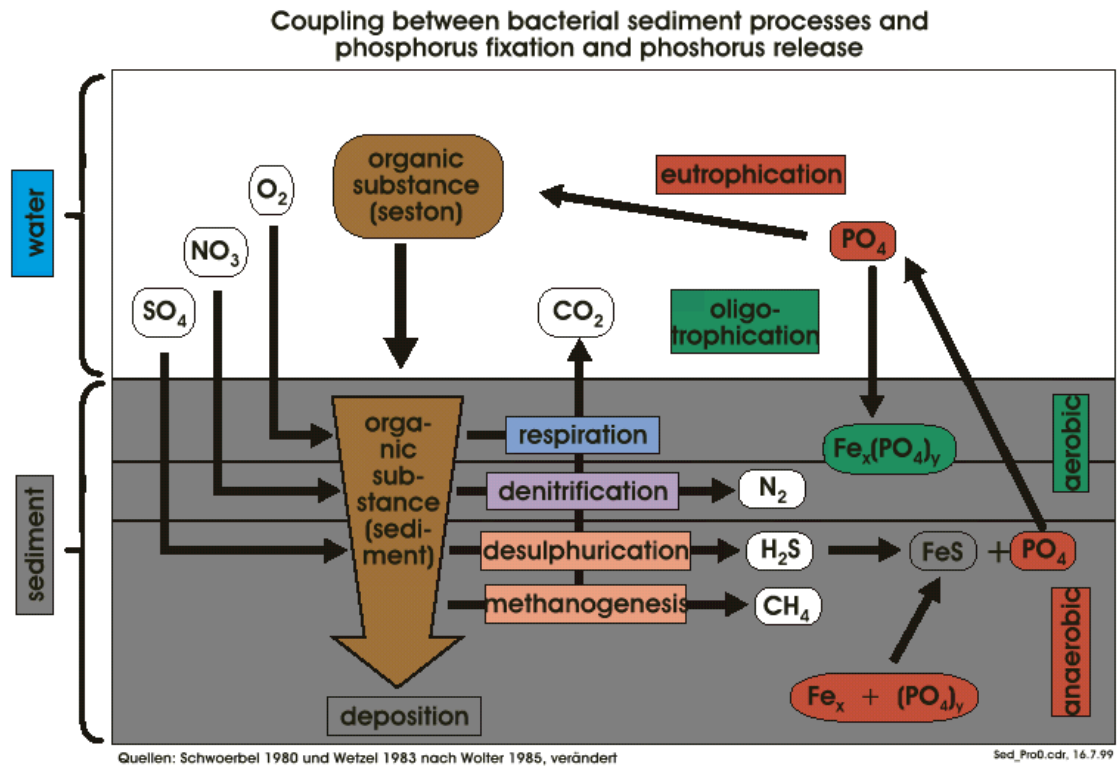 Coupling between bacterial sediment processes and
phosphorus fixation and phoshorus release
water
O₂
NO₃
SO₄
organic
substance
(seston)
eutrophication
PO₄
CO₂
oligo-
trophication
sediment
orga-
nic
sub-
stance
(sedi-
ment)
respiration
Feₓ(PO₄)ᵧ
aerobic
denitrification
N₂
desulphurication
H₂S
FeS + PO₄
methanogenesis
CH₄
anaerobic
Feₓ + (PO₄)ᵧ
deposition
Quellen: Schwoerbel 1980 und Wetzel 1983 nach Wolter 1985, verändert
Sed_Pro0.cdr, 16.7.99